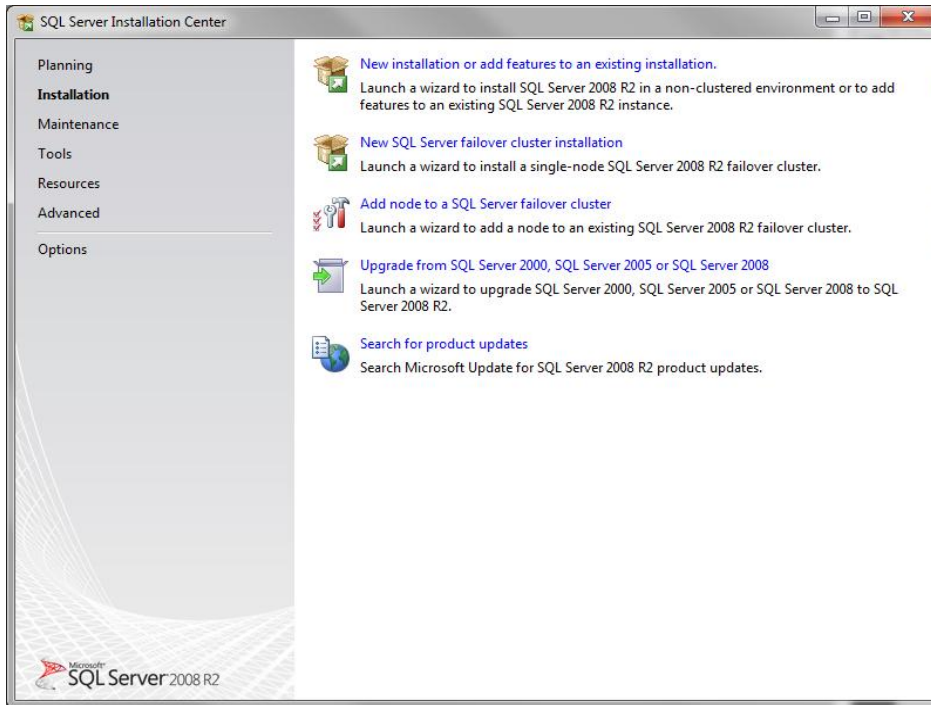 SQL Server Installation Center
Planning
Installation
Maintenance
Tools
Resources
Advanced
Options
New installation or add features to an existing installation.
Launch a wizard to install SQL Server 2008 R2 in a non-clustered environment or to add
features to an existing SQL Server 2008 R2 instance.
New SQL Server failover cluster installation
Launch a wizard to install a single-node SQL Server 2008 R2 failover cluster.
Add node to a SQL Server failover cluster
Launch a wizard to add a node to an existing SQL Server 2008 R2 failover cluster.
Upgrade from SQL Server 2000, SQL Server 2005 or SQL Server 2008
Launch a wizard to upgrade SQL Server 2000, SQL Server 2005 or SQL Server 2008 to SQL
Server 2008 R2.
Search for product updates
Search Microsoft Update for SQL Server 2008 R2 product updates.
Microsoft
SQL Server 2008 R2